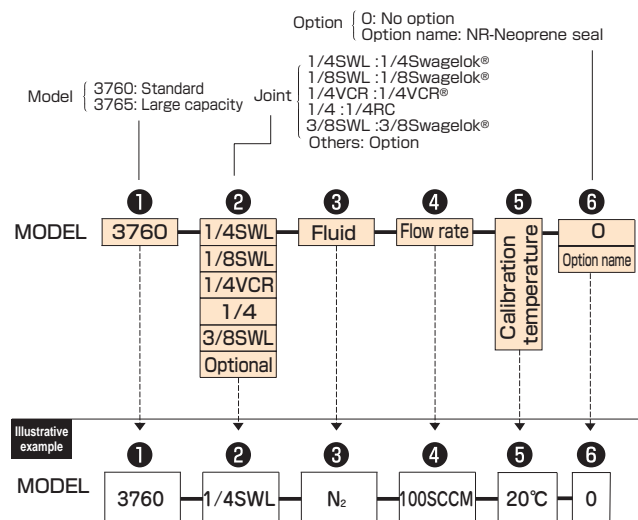 Option { 0: No option
Option name: NR-Neoprene seal
Model { 3760: Standard
3765: Large capacity
Joint { 1/4SWL :1/4Swagelok®
1/8SWL :1/8Swagelok®
1/4VCR :1/4VCR®
1/4 :1/4RC
3/8SWL :3/8Swagelok®
Others: Option
❶ ❷ ❸ ❹ ❺ ❻
MODEL 3760 1/4SWL Fluid Flow rate Calibration temperature 0
1/8SWL Option name
1/4VCR
1/4
3/8SWL
Optional
Illustrative
example
❶ ❷ ❸ ❹ ❺ ❻
MODEL 3760 1/4SWL N₂ 100SCCM 20℃ 0